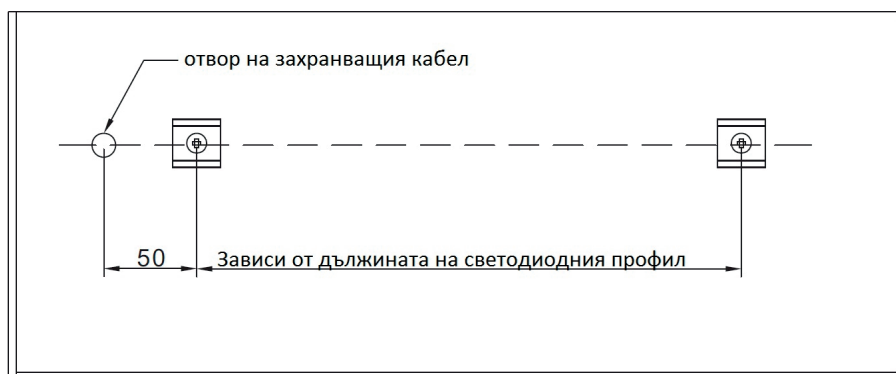 отвор на захранващия кабел
50
Зависи от дължината на светодиодния профил